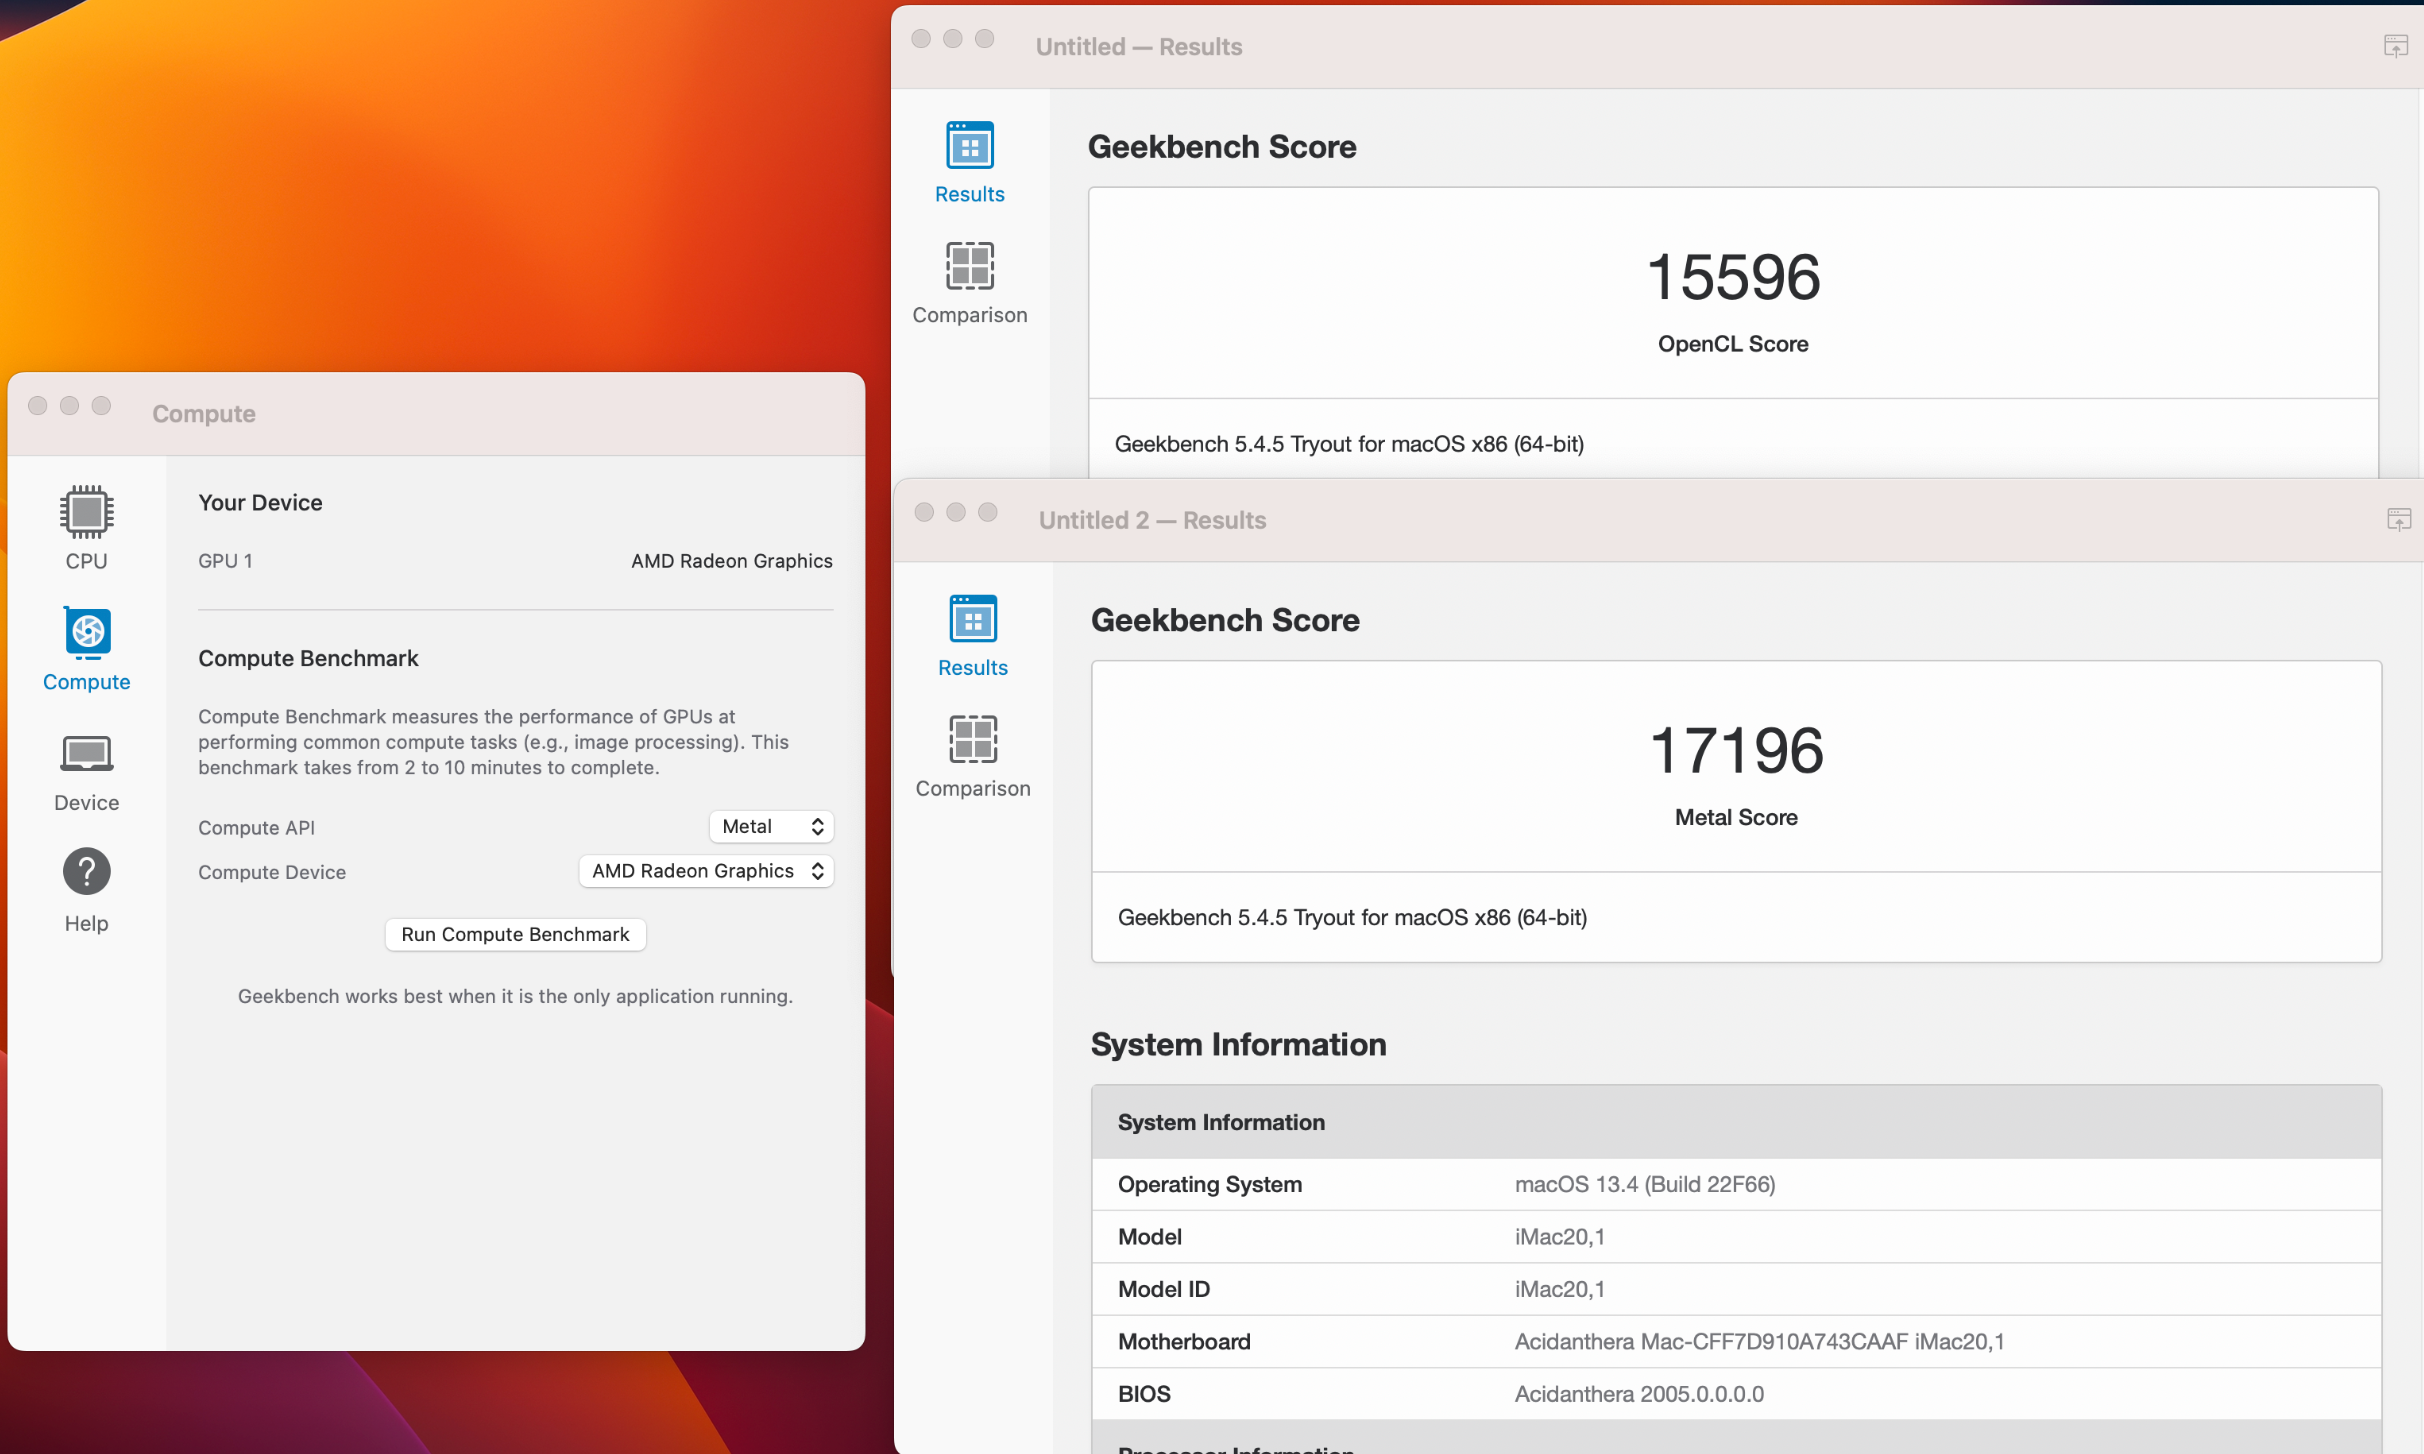 Compute
CPU
Compute
Device
Help
Your Device
GPU 1 AMD Radeon Graphics
Compute Benchmark
Compute Benchmark measures the performance of GPUs at
performing common compute tasks (e.g., image processing). This
benchmark takes from 2 to 10 minutes to complete.
Compute API Metal
Compute Device AMD Radeon Graphics
Run Compute Benchmark
Geekbench works best when it is the only application running.
Untitled — Results
Results
Comparison
Geekbench Score
15596
OpenCL Score
Geekbench 5.4.5 Tryout for macOS x86 (64-bit)
Untitled 2 — Results
Results
Comparison
Geekbench Score
17196
Metal Score
Geekbench 5.4.5 Tryout for macOS x86 (64-bit)
System Information
System Information
Operating System macOS 13.4 (Build 22F66)
Model iMac20,1
Model ID iMac20,1
Motherboard Acidanthera Mac-CFF7D910A743CAAF iMac20,1
BIOS Acidanthera 2005.0.0.0.0
Processor Information